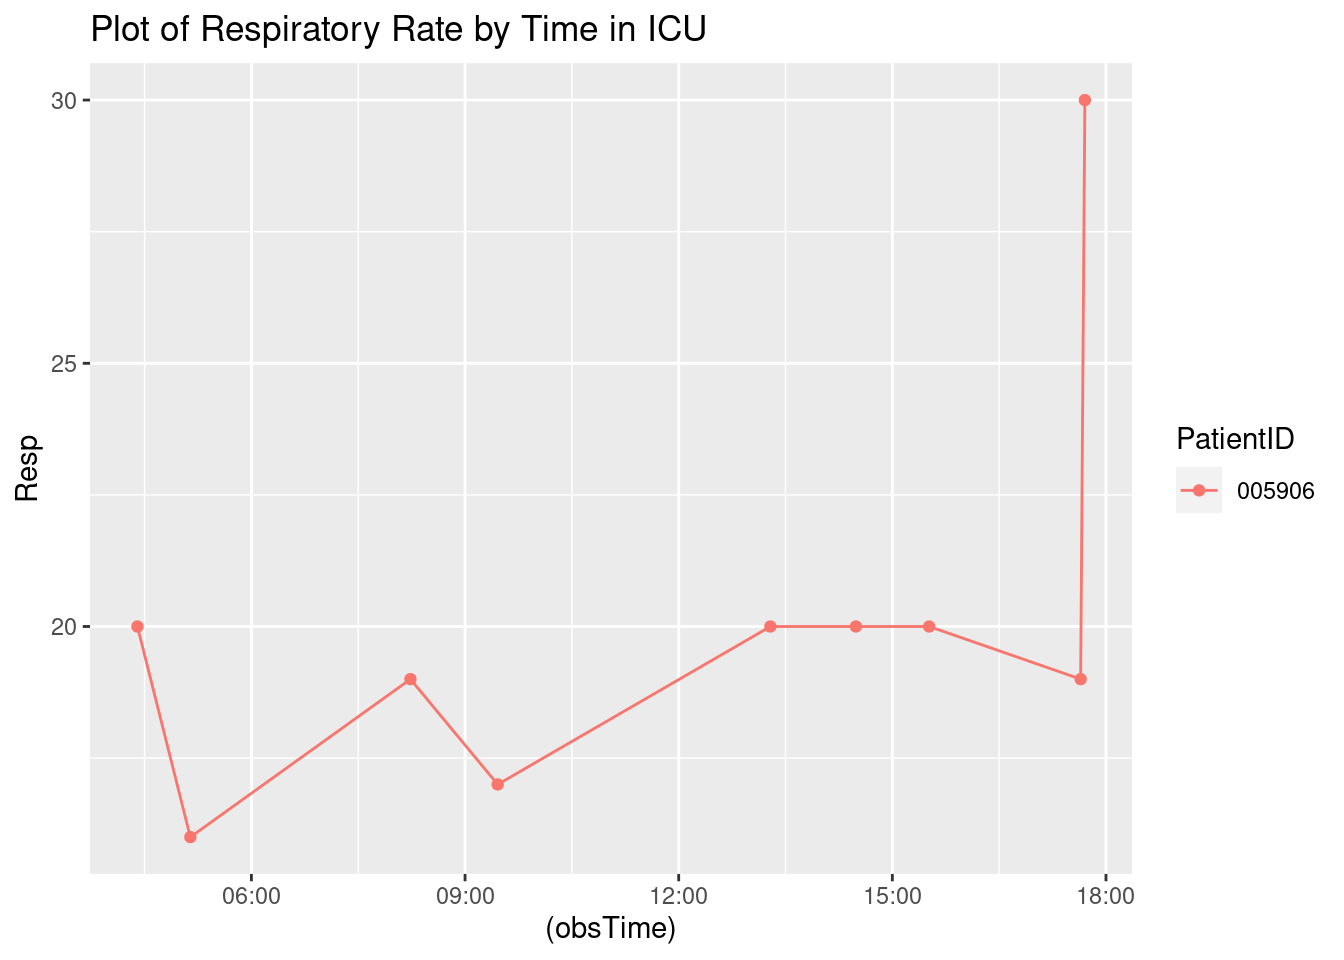 Plot of Respiratory Rate by Time in ICU
30
25
20
Resp
06:00 09:00 12:00 15:00 18:00
(obsTime)
PatientID
005906